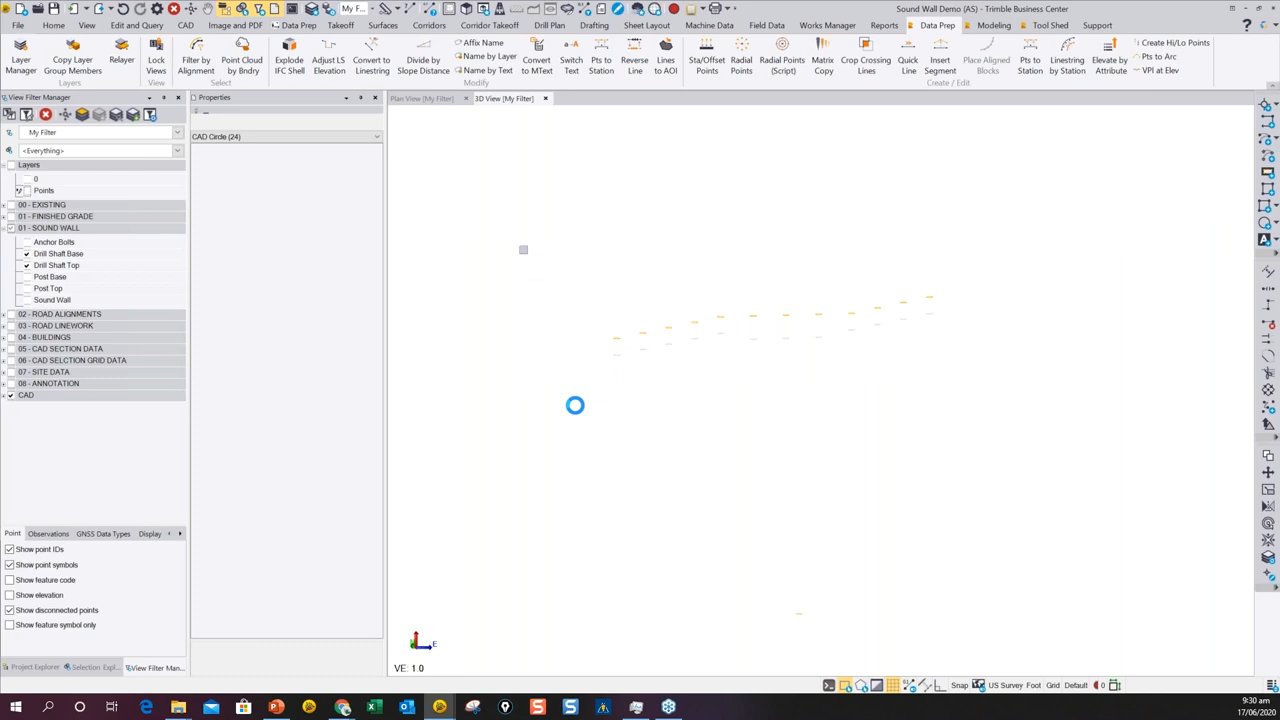 My F...
Sound Wall Demo (AS) - Trimble Business Center
File Home View Edit and Query CAD Image and PDF Data Prep Takeoff Surfaces Corridors Corridor Takeoff Drill Plan Drafting Sheet Layout Machine Data Field Data Works Manager Reports Data Prep Modeling Tool Shed Support
Layer Manager
Copy Layer Group Members
Relayer
Lock Views
Filter by Alignment
Point Cloud by Bndry
Explode IFC Shell
Adjust LS Elevation
Convert to Linestring
Divide by Slope Distance
Affix Name
Name by Layer
Name by Text
Convert to MText
Switch Text
Pts to Station
Reverse Line
Lines to AOI
Sta/Offset Points
Radial Points
Radial Points (Script)
Matrix Copy
Crop Crossing Lines
Quick Line
Insert Segment
Place Aligned Blocks
Pts to Station
Linestring by Station
Elevate by Attribute
Create Hi/Lo Points
Pts to Arc
VPI at Elev
Layers View Select Modify Create / Edit
View Filter Manager
Properties
Plan View [My Filter]
3D View [My Filter]
My Filter
CAD Circle (24)
<Everything>
Layers
0
Points
00 - EXISTING
01 - FINISHED GRADE
01 - SOUND WALL
Anchor Bolts
Drill Shaft Base
Drill Shaft Top
Post Base
Post Top
Sound Wall
02 - ROAD ALIGNMENTS
03 - ROAD LINEWORK
04 - BUILDINGS
05 - CAD SECTION DATA
06 - CAD SELCTION GRID DATA
07 - SITE DATA
08 - ANNOTATION
CAD
Point Observations GNSS Data Types Display
Show point IDs
Show point symbols
Show feature code
Show elevation
Show disconnected points
Show feature symbol only
E
VE: 1.0
Project Explorer Selection Expl... View Filter Man...
Snap US Survey Foot Grid Default 0
9:30 am
17/06/2020